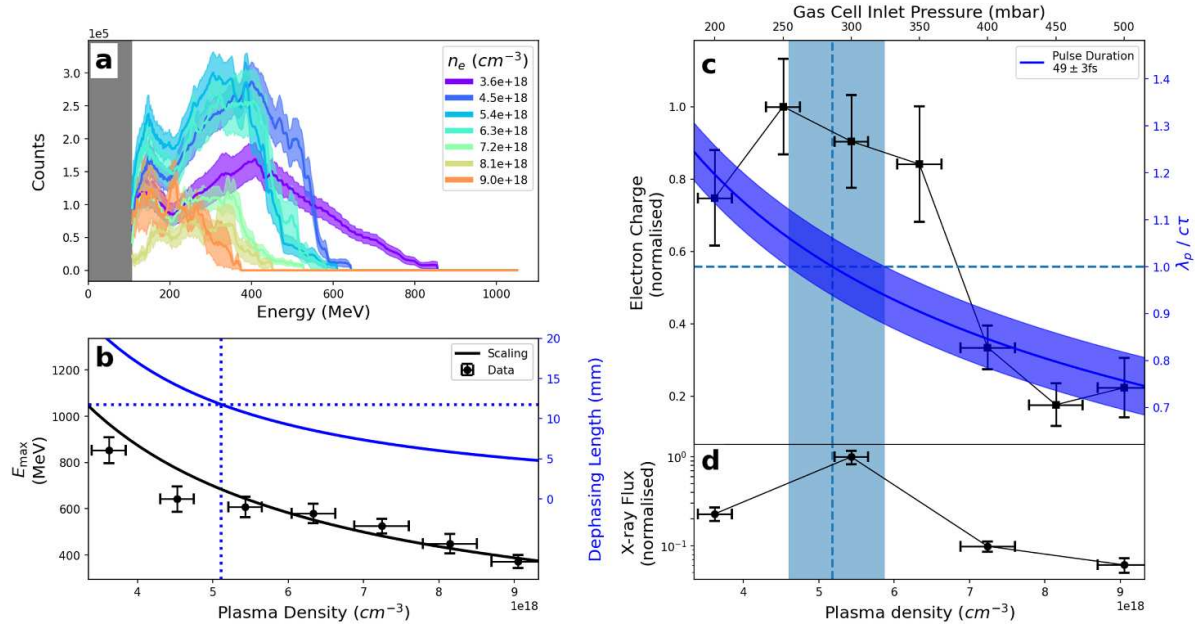 1e5
a
3.0
2.5
2.0
1.5
1.0
0.5
0.0
Counts
0 200 400 600 800 1000
Energy (MeV)
n_e (cm⁻³)
3.6e+18
4.5e+18
5.4e+18
6.3e+18
7.2e+18
8.1e+18
9.0e+18
b
1200
1000
800
600
400
E_max
(MeV)
Scaling
Data
20
15
10
5
0
Dephasing Length (mm)
4 5 6 7 8 9
1e18
Plasma Density (cm⁻³)
Gas Cell Inlet Pressure (mbar)
200 250 300 350 400 450 500
c
Pulse Duration
49 ± 3fs
1.0
0.8
0.6
0.4
0.2
Electron Charge
(normalised)
1.4
1.3
1.2
1.1
1.0
0.9
0.8
0.7
λ_p / cτ
d
10⁰
10⁻¹
X-ray Flux
(normalised)
4 5 6 7 8 9
1e18
Plasma density (cm⁻³)